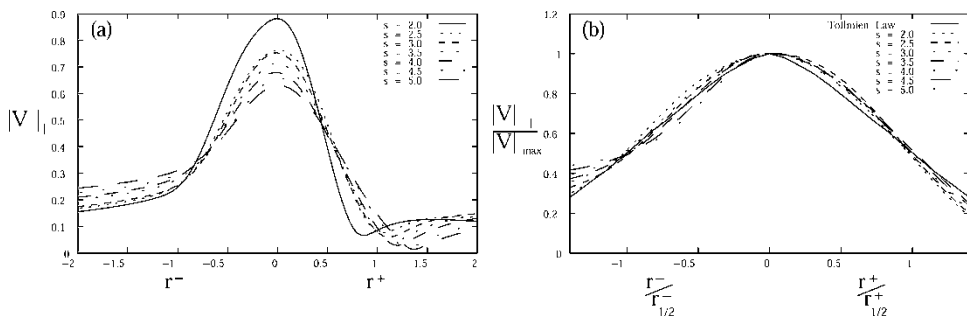 (a)
s = 2.0
s = 2.5
s = 3.0
s = 3.5
s = 4.0
s = 4.5
s = 5.0
0.9
0.8
0.7
0.6
0.5
0.4
0.3
0.2
0.1
0
|V|
-2
-1.5
-1
-0.5
0
0.5
1
1.5
2
r⁻
r⁺
(b)
Tollmien Law
s = 2.0
s = 2.5
s = 3.5
s = 4.0
s = 4.5
s = 5.0
1.2
1
0.8
0.6
0.4
0.2
0
|V|
|V| max
-1
-0.5
0
0.5
1
r⁻
r⁻ 1/2
r⁺
r⁺ 1/2